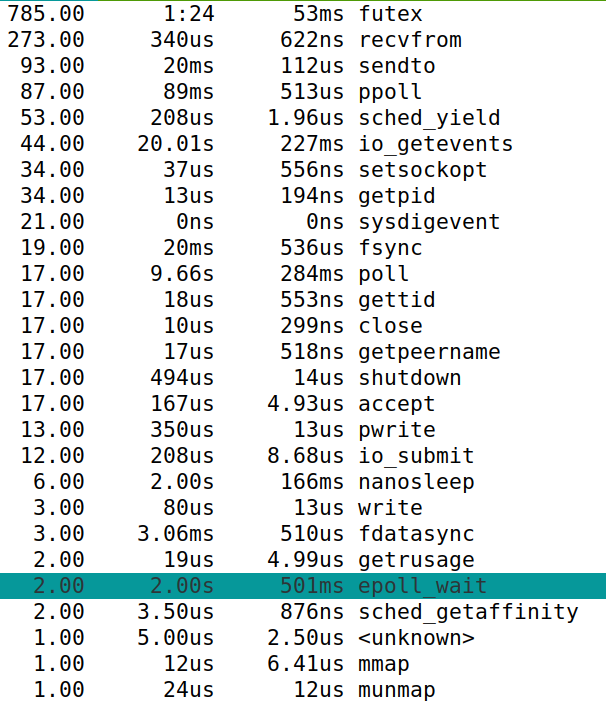 785.00 1:24 53ms futex
273.00 340us 622ns recvfrom
93.00 20ms 112us sendto
87.00 89ms 513us ppoll
53.00 208us 1.96us sched_yield
44.00 20.01s 227ms io_getevents
34.00 37us 556ns setsockopt
34.00 13us 194ns getpid
21.00 0ns 0ns sysdigevent
19.00 20ms 536us fsync
17.00 9.66s 284ms poll
17.00 18us 553ns gettid
17.00 10us 299ns close
17.00 17us 518ns getpeername
17.00 494us 14us shutdown
17.00 167us 4.93us accept
13.00 350us 13us pwrite
12.00 208us 8.68us io_submit
6.00 2.00s 166ms nanosleep
3.00 80us 13us write
3.00 3.06ms 510us fdatasync
2.00 19us 4.99us getrusage
2.00 2.00s 501ms epoll_wait
2.00 3.50us 876ns sched_getaffinity
1.00 5.00us 2.50us <unknown>
1.00 12us 6.41us mmap
1.00 24us 12us munmap